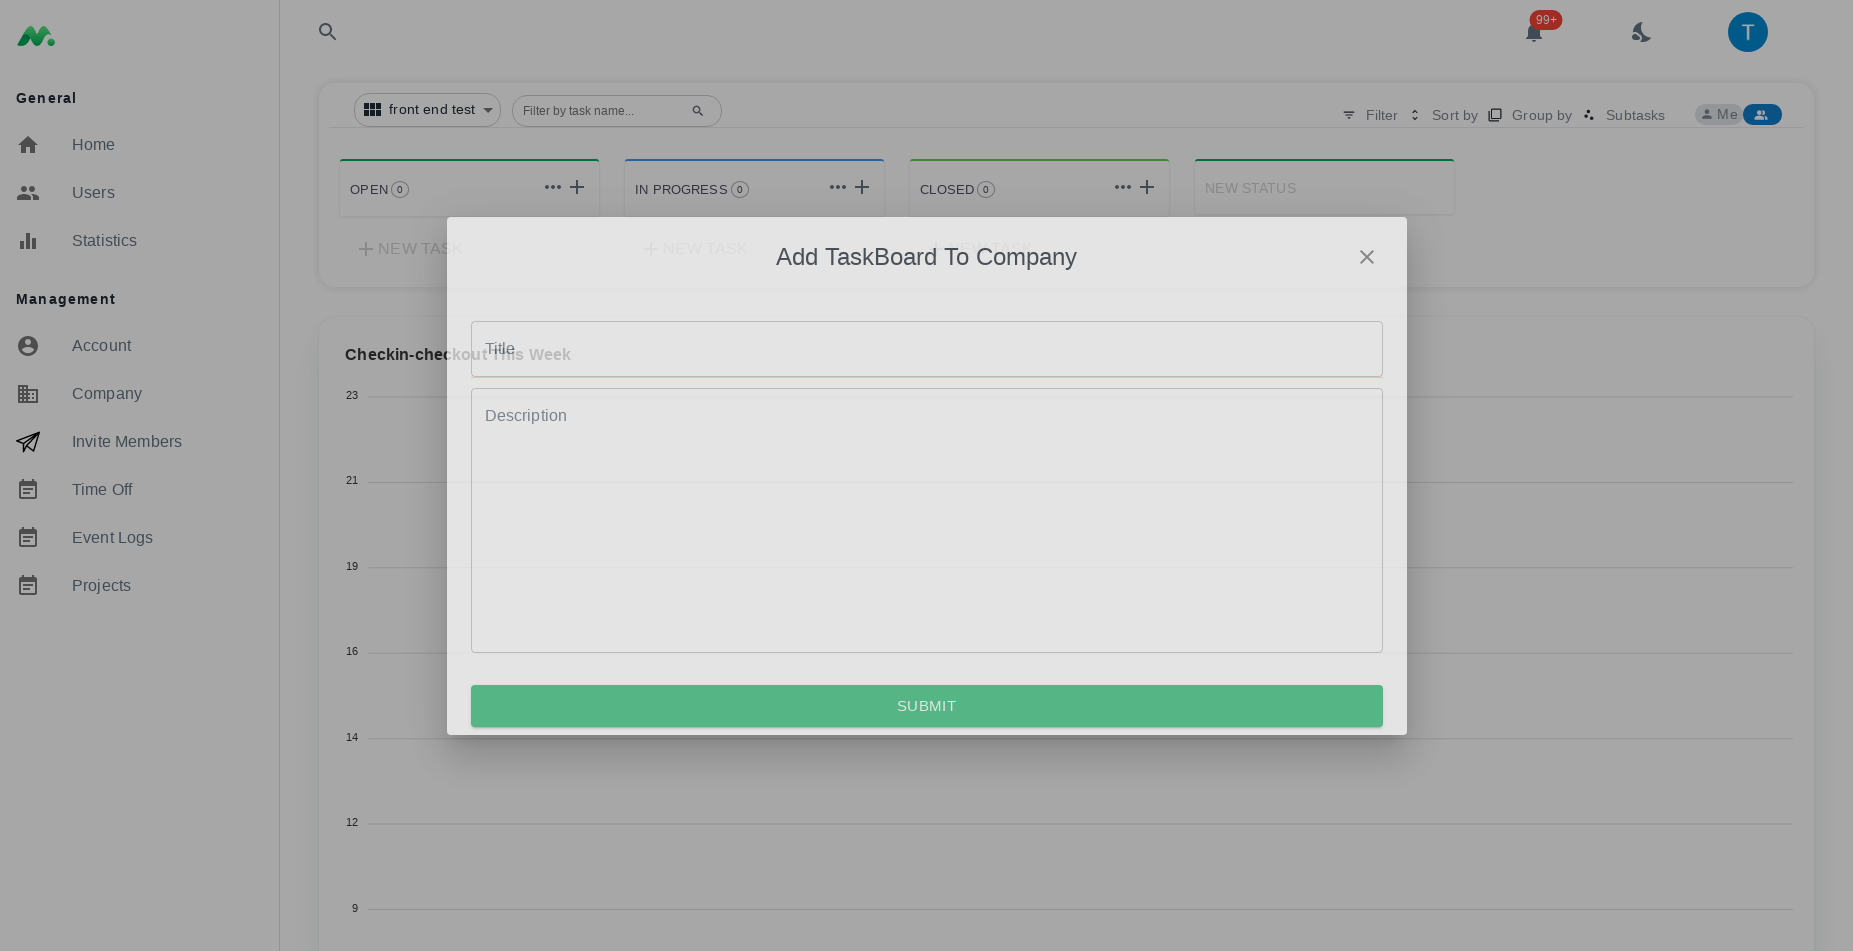 99+
T
General
Home
Users
Statistics
Management
Account
Company
Invite Members
Time Off
Event Logs
Projects
front end test
Filter by task name...
Filter
Sort by
Group by
Subtasks
Me
OPEN 0
IN PROGRESS 0
CLOSED 0
NEW STATUS
NEW TASK
NEW TASK
NEW TASK
Add TaskBoard To Company
Title
Description
SUBMIT
Checkin-checkout This Week
23
21
19
16
14
12
9